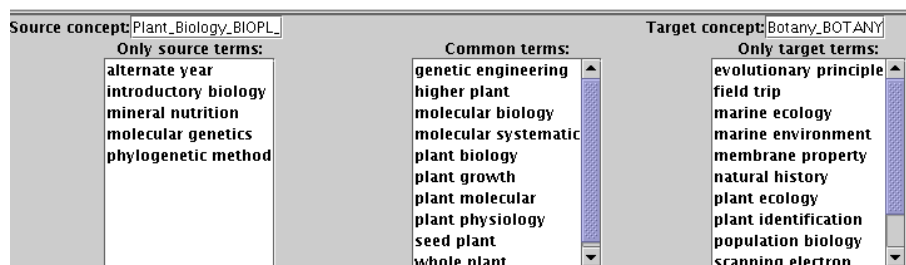 Source concept: Plant_Biology_BIOPL_
Target concept: Botany_BOTANY
Only source terms:
alternate year
introductory biology
mineral nutrition
molecular genetics
phylogenetic method
Common terms:
genetic engineering
higher plant
molecular biology
molecular systematic
plant biology
plant growth
plant molecular
plant physiology
seed plant
whole plant
Only target terms:
evolutionary principle
field trip
marine ecology
marine environment
membrane property
natural history
plant ecology
plant identification
population biology
scanning electron